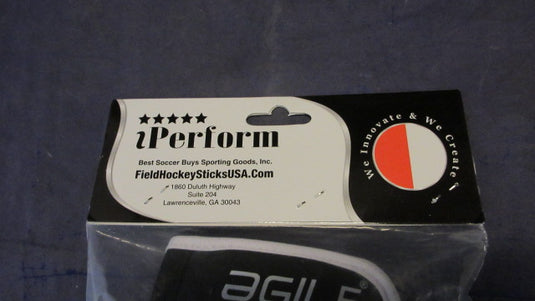 iPerform
Best Soccer Buys Sporting Goods, Inc.
FieldHockeySticksUSA.Com
1860 Duluth Highway
Suite 204
Lawrenceville, GA 30043
We Innovate & We Create
AGILE